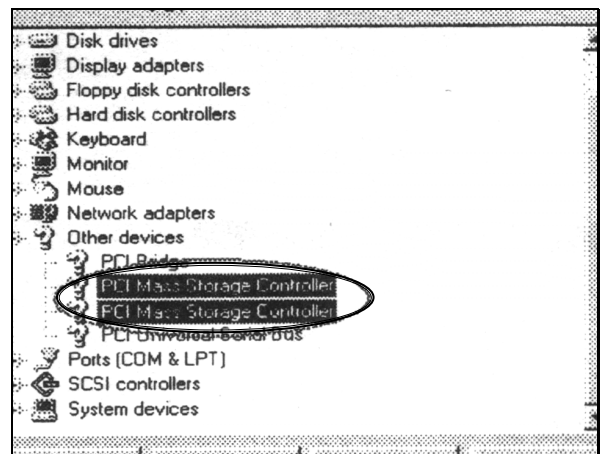 Disk drives
Display adapters
Floppy disk controllers
Hard disk controllers
Keyboard
Monitor
Mouse
Network adapters
Other devices
PCI Bridge
PCI Mass Storage Controller
PCI Mass Storage Controller
PCI Universal Serial Bus
Ports (COM & LPT)
SCSI controllers
System devices